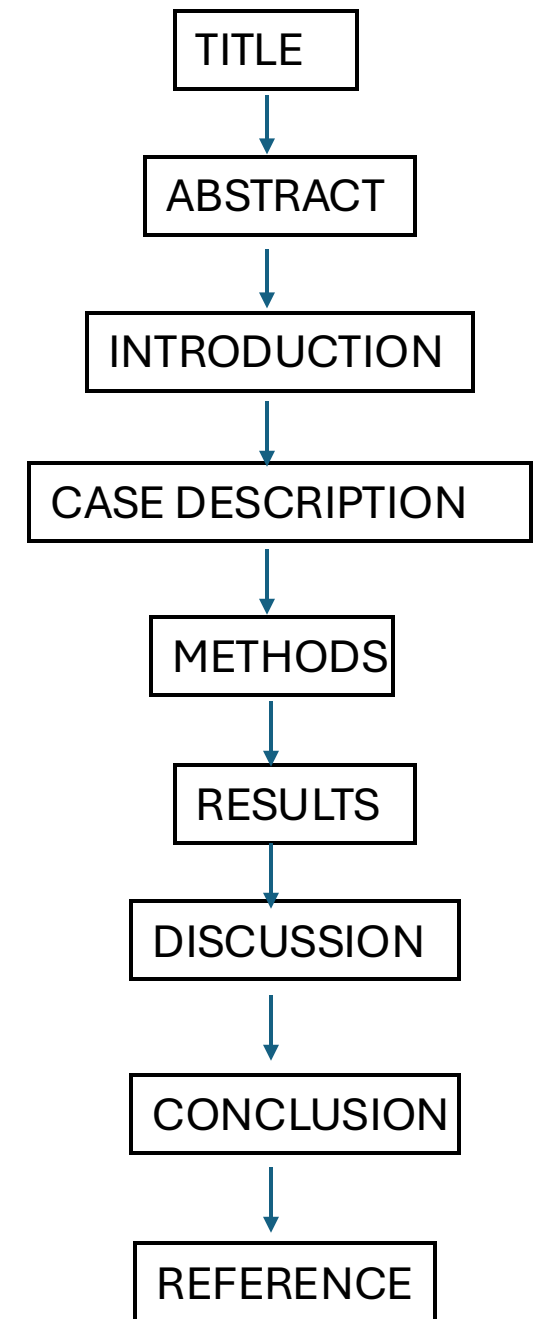 TITLE
ABSTRACT
INTRODUCTION
CASE DESCRIPTION
METHODS
RESULTS
DISCUSSION
CONCLUSION
REFERENCE